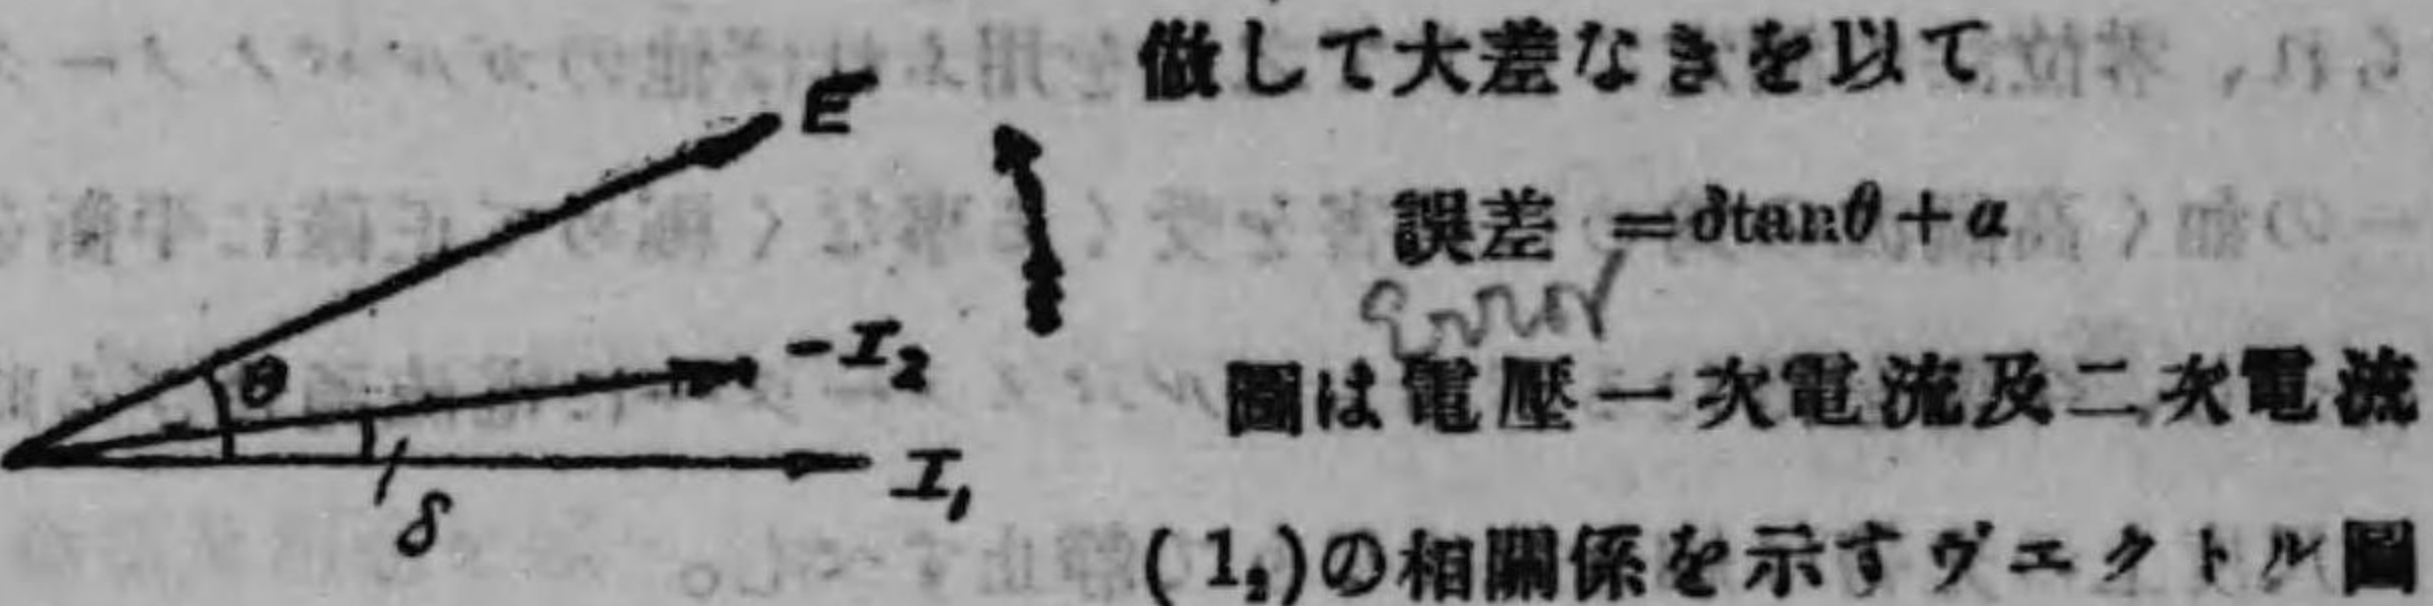 做して大差なきを以て
誤差 =δtanθ+α
Error
圖は電壓一次電流及二次電流
(I₂)の相關係を示すヴェクトル圖
E
θ
-I₂
I₁
δ